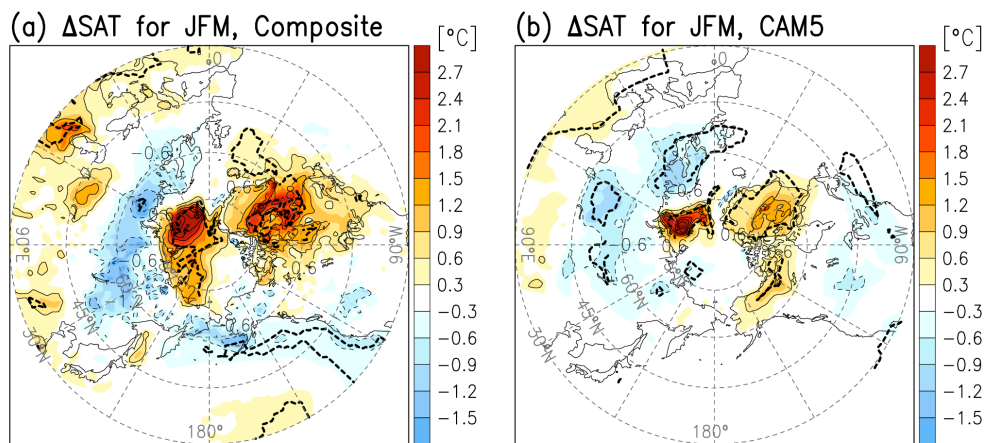 (a) ΔSAT for JFM, Composite
[°C]
2.7
2.4
2.1
1.8
1.5
1.2
0.9
0.6
0.3
−0.3
−0.6
−0.9
−1.2
−1.5
0
90°E
90°W
30°N
45°N
180°
−0.6
−0.6
(b) ΔSAT for JFM, CAM5
[°C]
2.7
2.4
2.1
1.8
1.5
1.2
0.9
0.6
0.3
−0.3
−0.6
−0.9
−1.2
−1.5
0
90°E
90°W
30°N
45°N
60°N
180°